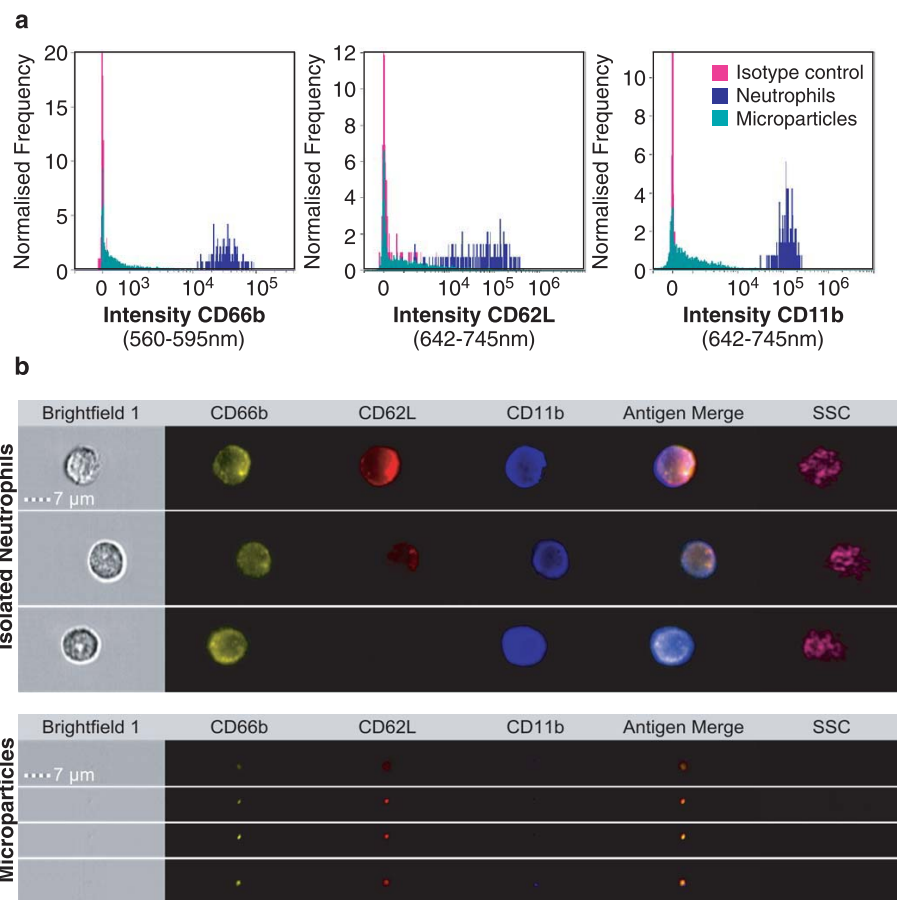 a
Normalised Frequency
20
15
10
5
0
0 10³ 10⁴ 10⁵
Intensity CD66b
(560-595nm)
Normalised Frequency
12
10
8
6
4
2
0
0 10⁴ 10⁵ 10⁶
Intensity CD62L
(642-745nm)
Normalised Frequency
10
8
6
4
2
0
0 10⁴ 10⁵ 10⁶
Intensity CD11b
(642-745nm)
Isotype control
Neutrophils
Microparticles
b
Isolated Neutrophils
Brightfield 1 CD66b CD62L CD11b Antigen Merge SSC
7 µm
Microparticles
Brightfield 1 CD66b CD62L CD11b Antigen Merge SSC
7 µm